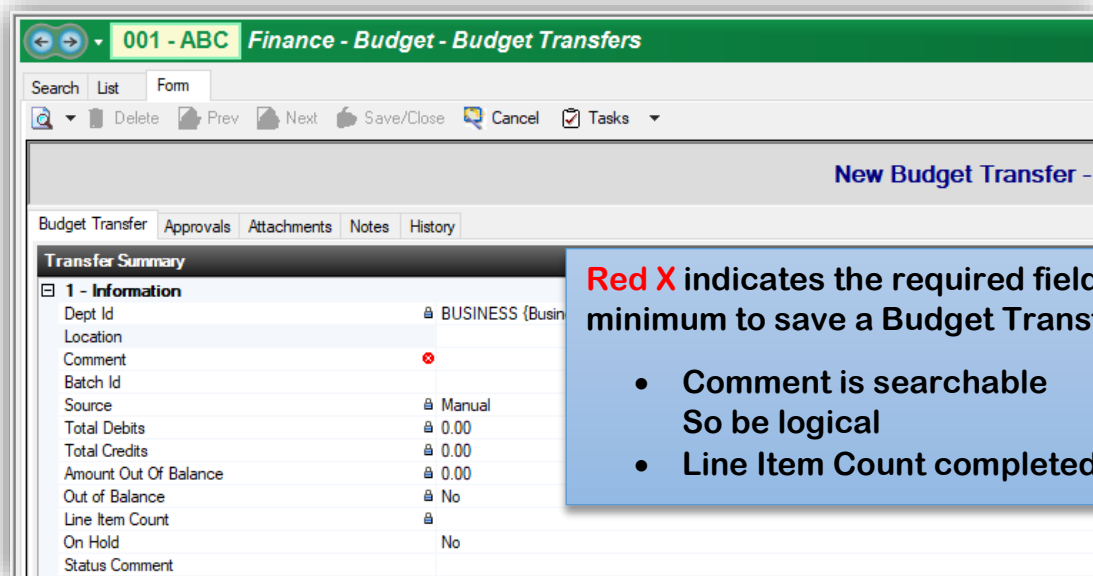 001 - ABC Finance - Budget - Budget Transfers
Search List Form
Delete Prev Next Save/Close Cancel Tasks
New Budget Transfer -
Budget Transfer Approvals Attachments Notes History
Transfer Summary
1 - Information
Dept Id BUSINESS {Busin
Location
Comment
Batch Id
Source Manual
Total Debits 0.00
Total Credits 0.00
Amount Out Of Balance 0.00
Out of Balance No
Line Item Count
On Hold No
Status Comment
Red X indicates the required field
minimum to save a Budget Transf
• Comment is searchable
So be logical
• Line Item Count completed